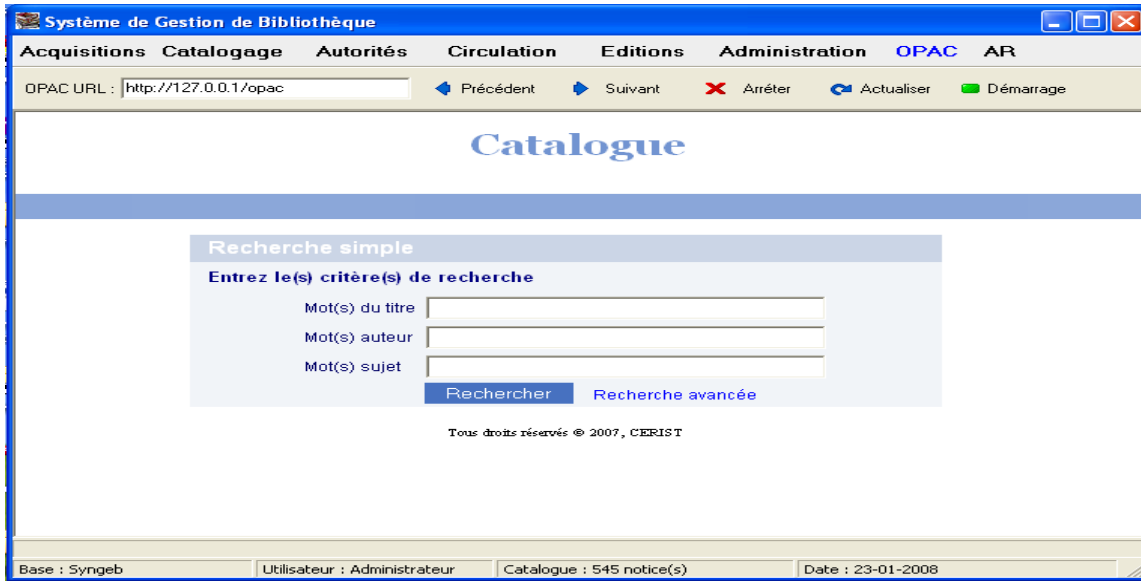 Système de Gestion de Bibliothèque
Acquisitions Catalogage Autorités Circulation Editions Administration OPAC AR
OPAC URL : http://127.0.0.1/opac Précédent Suivant Arréter Actualiser Démarrage
Catalogue
Recherche simple
Entrez le(s) critère(s) de recherche
Mot(s) du titre
Mot(s) auteur
Mot(s) sujet
Rechercher Recherche avancée
Tous droits réservés © 2007, CERIST
Base : Syngeb Utilisateur : Administrateur Catalogue : 545 notice(s) Date : 23-01-2008